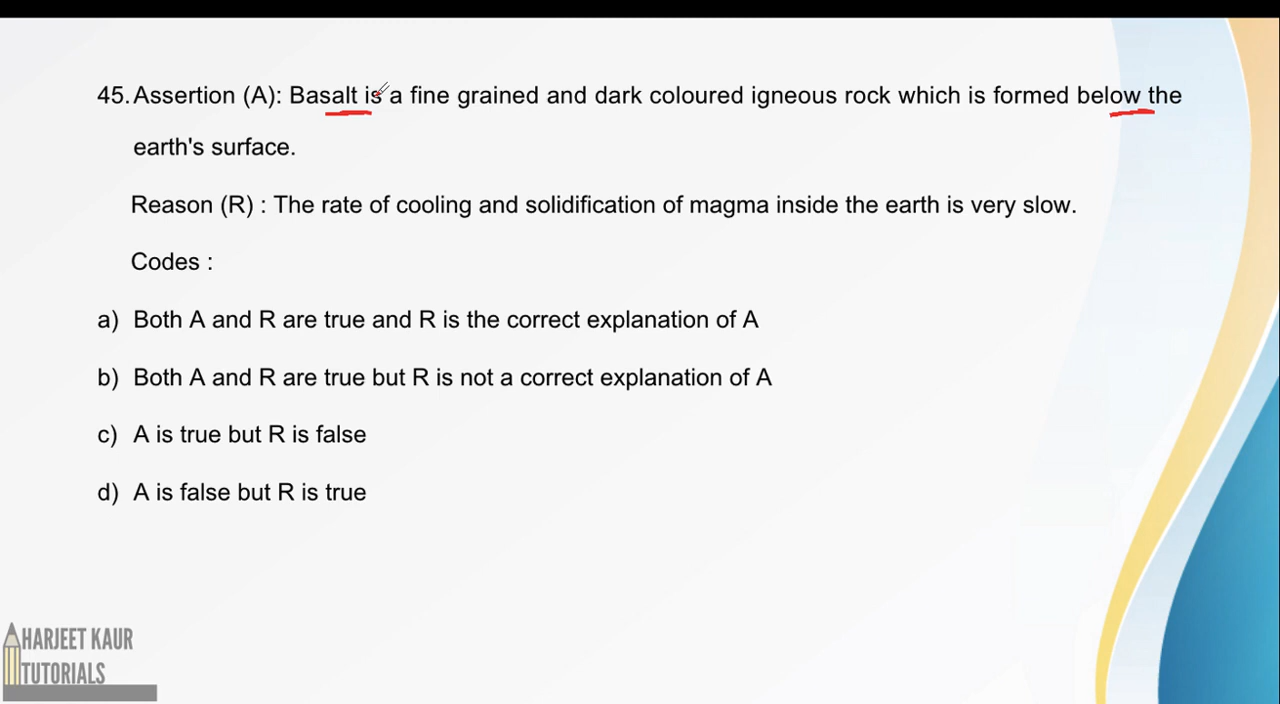 45. Assertion (A): Basalt is a fine grained and dark coloured igneous rock which is formed below the
earth's surface.
Reason (R) : The rate of cooling and solidification of magma inside the earth is very slow.
Codes :
a) Both A and R are true and R is the correct explanation of A
b) Both A and R are true but R is not a correct explanation of A
c) A is true but R is false
d) A is false but R is true
HARJEET KAUR
TUTORIALS